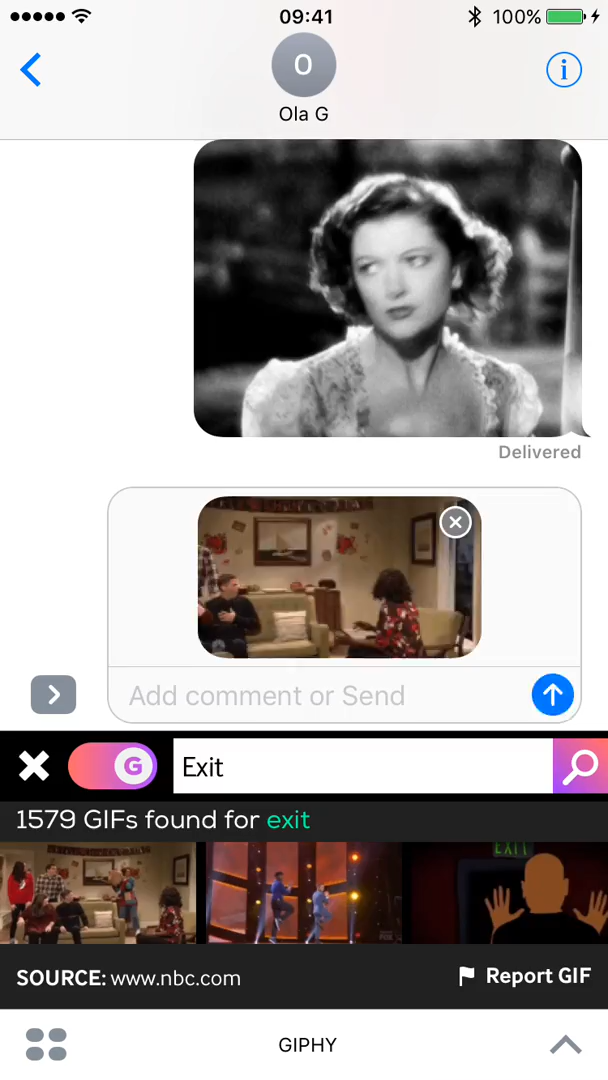 09:41
100%
O
Ola G
Delivered
Add comment or Send
G
Exit
1579 GIFs found for exit
EXIT
SOURCE: www.nbc.com
Report GIF
GIPHY